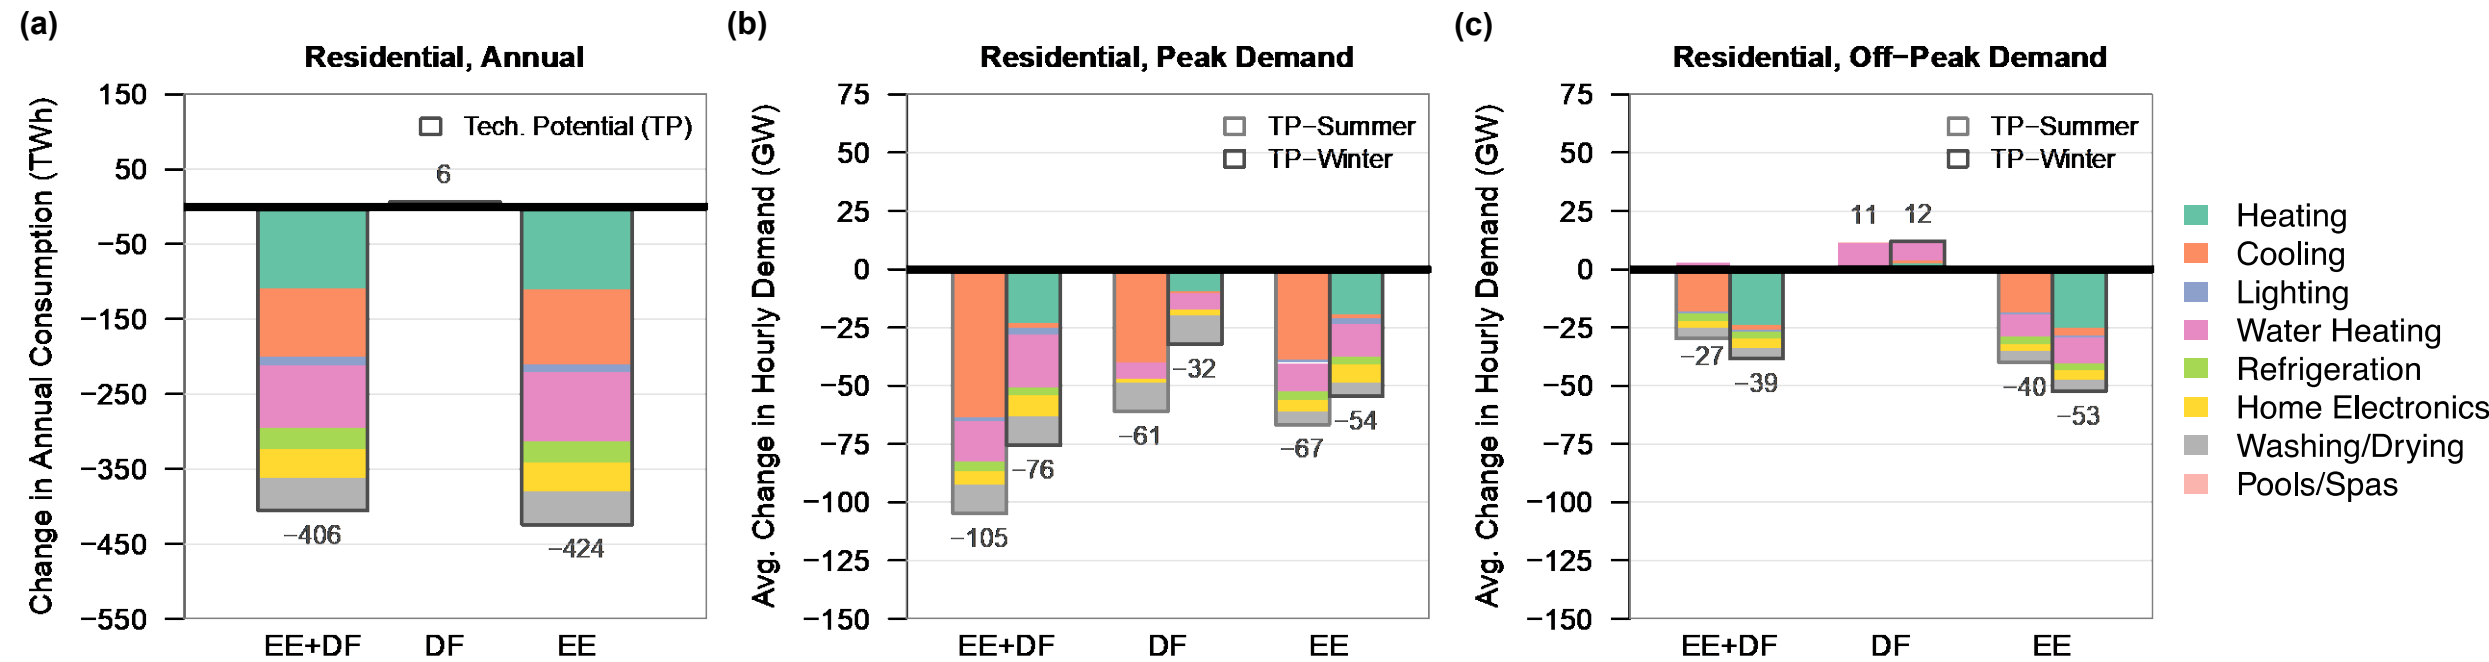 (a)
Residential, Annual
Change in Annual Consumption (TWh)
150
50
−50
−150
−250
−350
−450
−550
Tech. Potential (TP)
6
−406
−424
EE+DF
DF
EE
(b)
Residential, Peak Demand
Avg. Change in Hourly Demand (GW)
75
50
25
0
−25
−50
−75
−100
−125
−150
TP−Summer
TP−Winter
−105
−76
−61
−32
−67
−54
EE+DF
DF
EE
(c)
Residential, Off−Peak Demand
Avg. Change in Hourly Demand (GW)
75
50
25
0
−25
−50
−75
−100
−125
−150
TP−Summer
TP−Winter
−27
−39
11
12
−40
−53
EE+DF
DF
EE
Heating
Cooling
Lighting
Water Heating
Refrigeration
Home Electronics
Washing/Drying
Pools/Spas